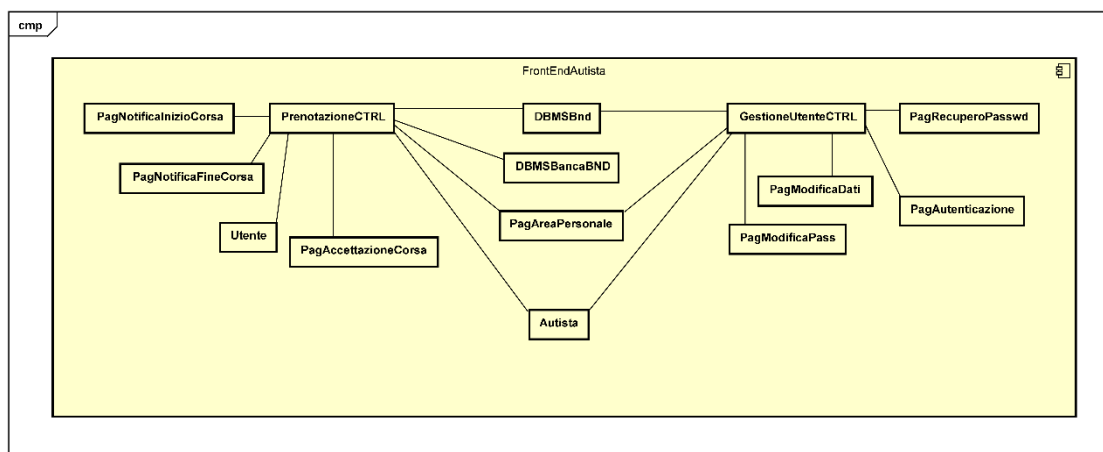 cmp
FrontEndAutista
PagNotificaInizioCorsa
PrenotazioneCTRL
DBMSBnd
GestioneUtenteCTRL
PagRecuperoPasswd
PagNotificaFineCorsa
DBMSBancaBND
PagModificaDati
Utente
PagAreaPersonale
PagAutenticazione
PagAccettazioneCorsa
PagModificaPass
Autista